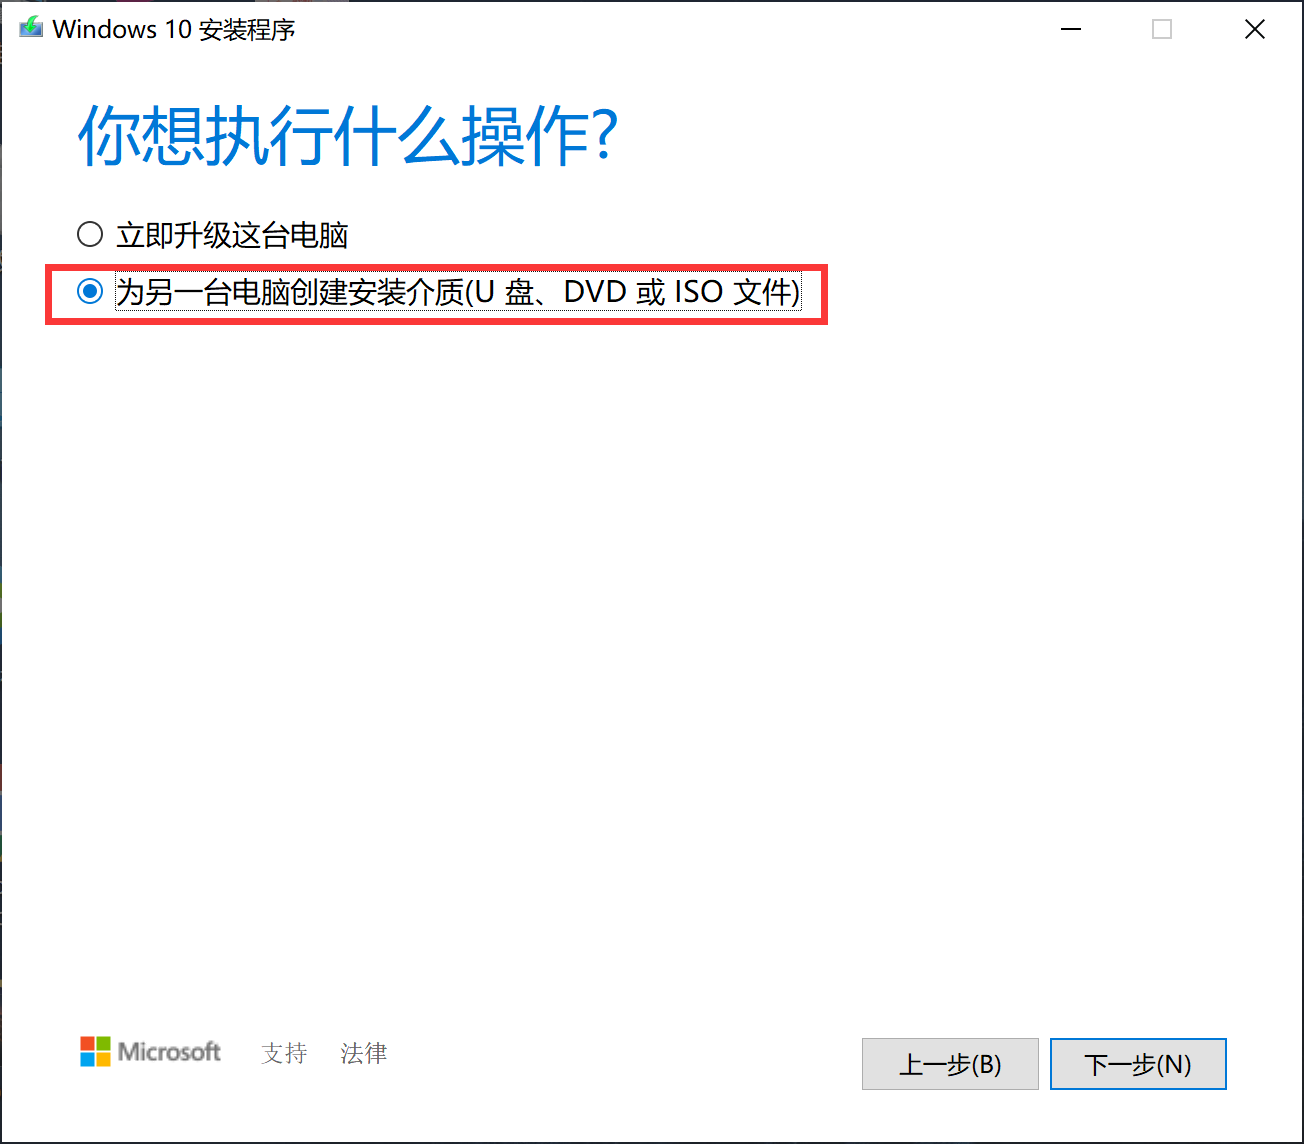 Windows 10 安装程序
你想执行什么操作?
立即升级这台电脑
为另一台电脑创建安装介质(U 盘、DVD 或 ISO 文件)
Microsoft 支持 法律 上一步(B) 下一步(N)